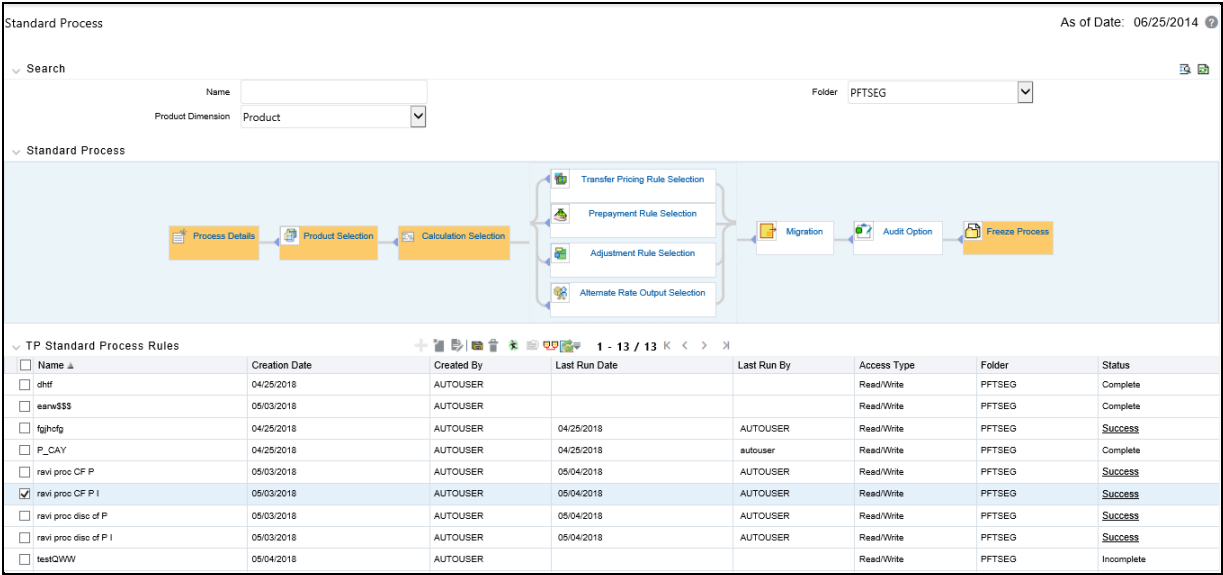 Standard Process
As of Date: 06/25/2014
Search
Name
Folder PFTSEG
Product Dimension Product
Standard Process
Transfer Pricing Rule Selection
Prepayment Rule Selection
Process Details Product Selection Calculation Selection Migration Audit Option Freeze Process
Adjustment Rule Selection
Alternate Rate Output Selection
TP Standard Process Rules 1 - 13 / 13
Name Creation Date Created By Last Run Date Last Run By Access Type Folder Status
dhtf 04/25/2018 AUTOUSER Read/Write PFTSEG Complete
earw$$$ 05/03/2018 AUTOUSER Read/Write PFTSEG Complete
fgjhcfg 04/25/2018 AUTOUSER 04/25/2018 AUTOUSER Read/Write PFTSEG Success
P_CAY 04/25/2018 AUTOUSER 04/25/2018 autouser Read/Write PFTSEG Complete
ravi proc CF P 05/03/2018 AUTOUSER 05/04/2018 AUTOUSER Read/Write PFTSEG Success
ravi proc CF P I 05/03/2018 AUTOUSER 05/04/2018 AUTOUSER Read/Write PFTSEG Success
ravi proc disc cf P 05/03/2018 AUTOUSER 05/04/2018 AUTOUSER Read/Write PFTSEG Success
ravi proc disc cf P I 05/03/2018 AUTOUSER 05/04/2018 AUTOUSER Read/Write PFTSEG Success
testQWW 05/04/2018 AUTOUSER Read/Write PFTSEG Incomplete